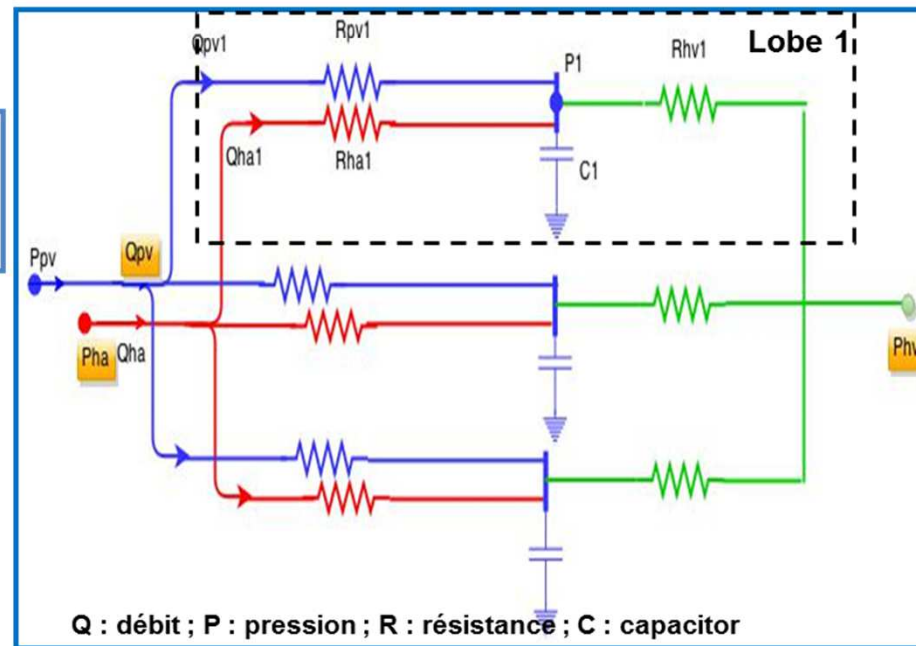 Qpv1
Rpv1
Lobe 1
P1
Rhv1
Qha1
Rha1
C1
Ppv
Qpv
Pha
Qha
Phv
Q : débit ; P : pression ; R : résistance ; C : capacitor